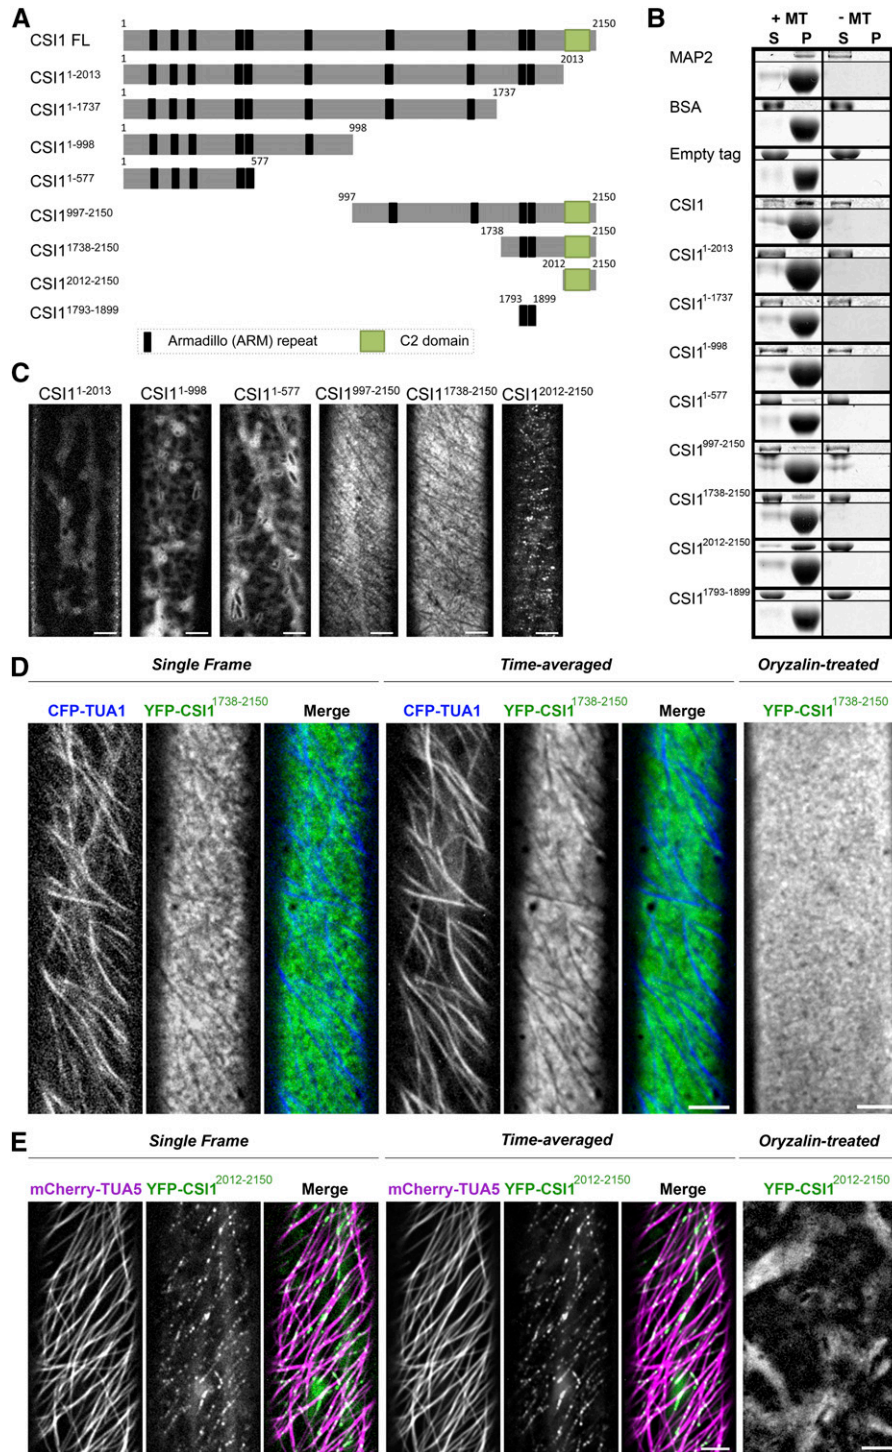 A
1 2150
CSI1 FL
1 2013
CSI1 1-2013
1 1737
CSI1 1-1737
1 998
CSI1 1-998
1 577
CSI1 1-577
997 2150
CSI1 997-2150
1738 2150
CSI1 1738-2150
2012 2150
CSI1 2012-2150
1793 1899
CSI1 1793-1899
Armadillo (ARM) repeat C2 domain
B
+ MT - MT
S P S P
MAP2
BSA
Empty tag
CSI1
CSI1 1-2013
CSI1 1-1737
CSI1 1-998
CSI1 1-577
CSI1 997-2150
CSI1 1738-2150
CSI1 2012-2150
CSI1 1793-1899
C
CSI1 1-2013 CSI1 1-998 CSI1 1-577 CSI1 997-2150 CSI1 1738-2150 CSI1 2012-2150
D
Single Frame Time-averaged Oryzalin-treated
CFP-TUA1 YFP-CSI1 1738-2150 Merge CFP-TUA1 YFP-CSI1 1738-2150 Merge YFP-CSI1 1738-2150
E
Single Frame Time-averaged Oryzalin-treated
mCherry-TUA5 YFP-CSI1 2012-2150 Merge mCherry-TUA5 YFP-CSI1 2012-2150 Merge YFP-CSI1 2012-2150